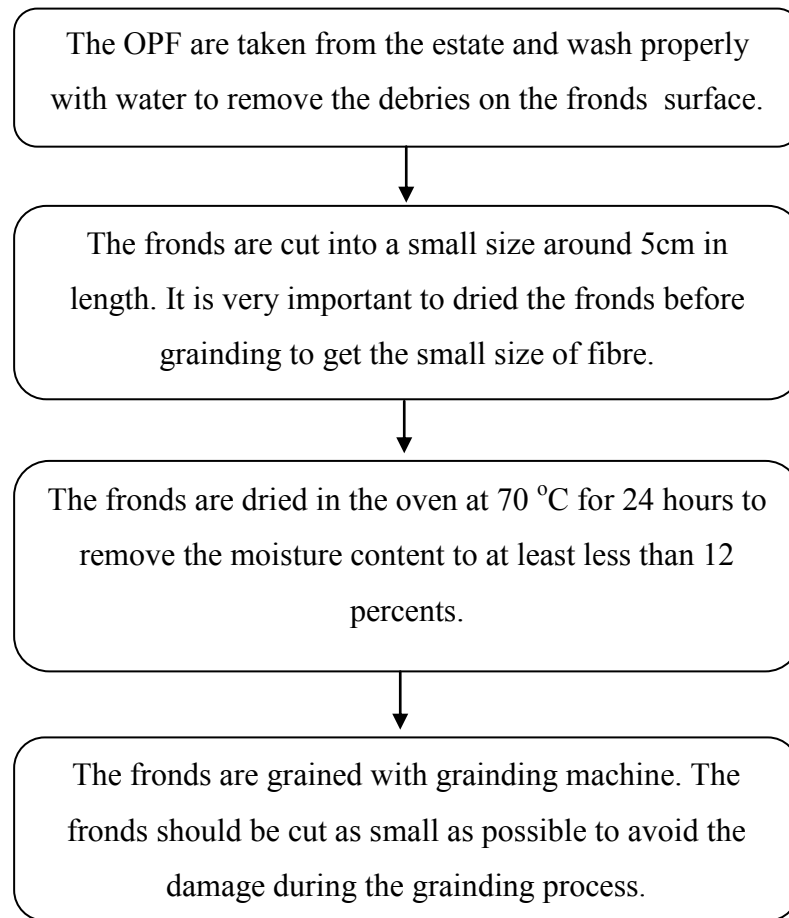 The OPF are taken from the estate and wash properly
with water to remove the debries on the fronds surface.
The fronds are cut into a small size around 5cm in
length. It is very important to dried the fronds before
grainding to get the small size of fibre.
The fronds are dried in the oven at 70 °C for 24 hours to
remove the moisture content to at least less than 12
percents.
The fronds are grained with grainding machine. The
fronds should be cut as small as possible to avoid the
damage during the grainding process.